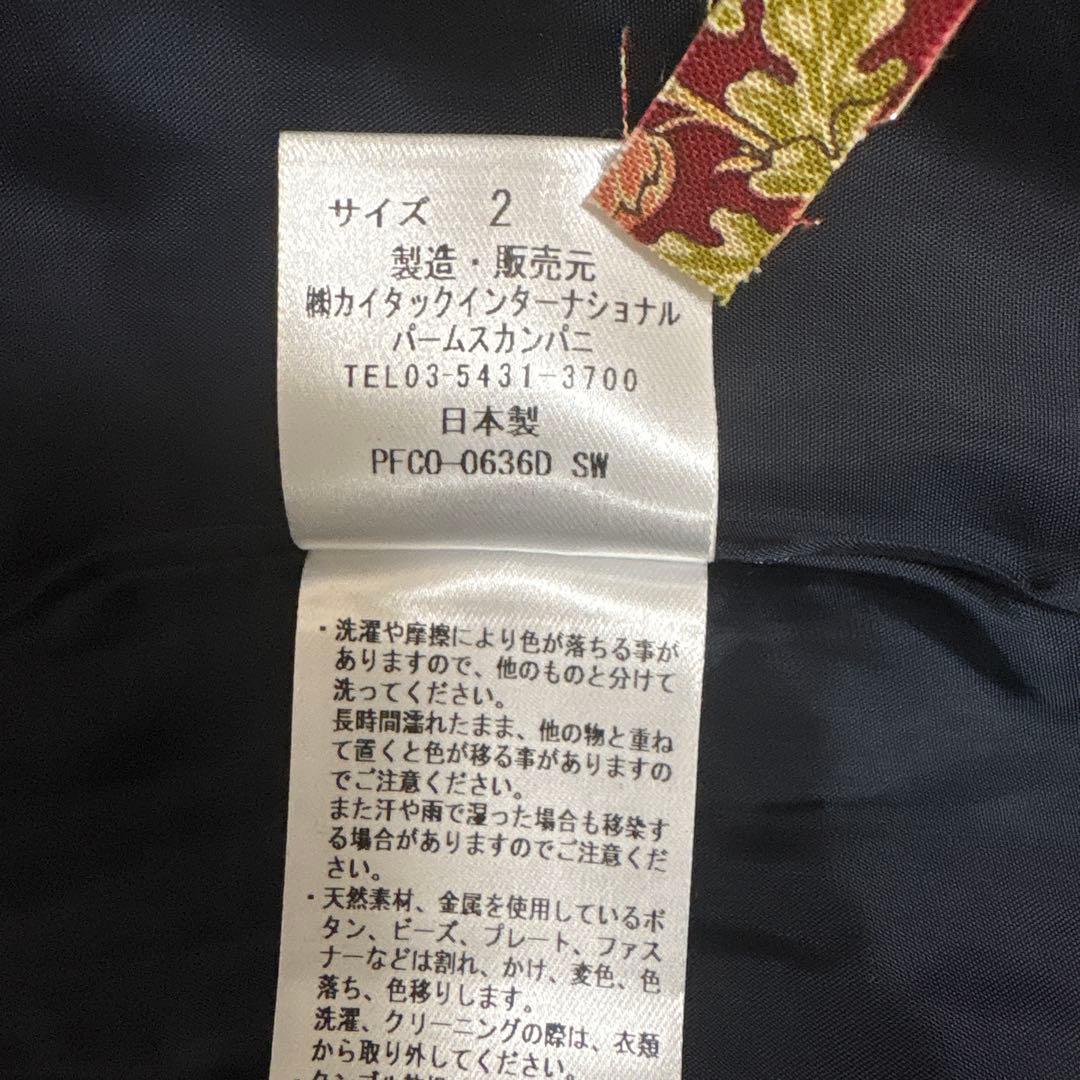 サイズ 2
製造・販売元
㈱カイタックインターナショナル
パームスカンパニ
TEL03-5431-3700
日本製
PFCO-0636D SW
・洗濯や摩擦により色が落ちる事が
ありますので、他のものと分けて
洗ってください。
長時間濡れたまま、他の物と重ね
て置くと色が移る事がありますの
でご注意ください。
また汗や雨で湿った場合も移染す
る場合がありますのでご注意くだ
さい。
・天然素材、金属を使用しているボ
タン、ビーズ、プレート、ファス
ナーなどは割れ、かけ、変色、色
落ち、色移りします。
洗濯、クリーニングの際は、衣類
から取り外してください。